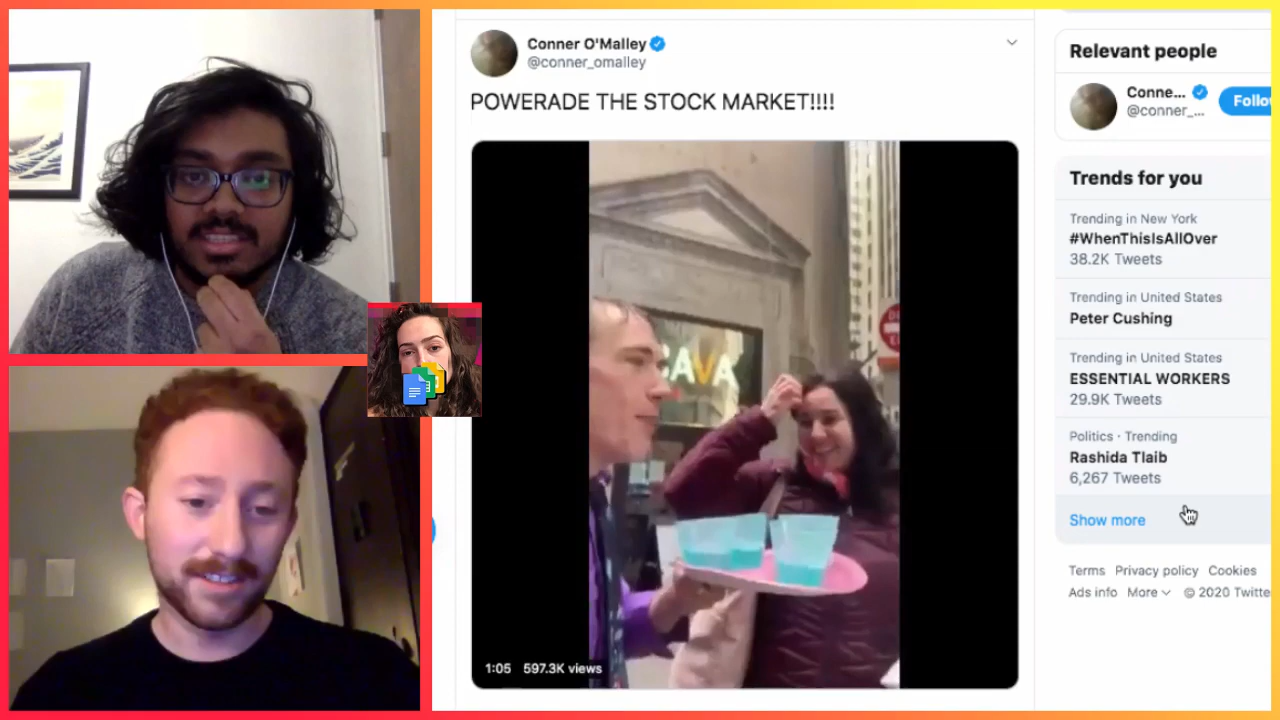 Conner O'Malley
@conner_omalley
POWERADE THE STOCK MARKET!!!!
CAVA
1:05 597.3K views
Relevant people
Conne...
@conner_...
Follo
Trends for you
Trending in New York
#WhenThisIsAllOver
38.2K Tweets
Trending in United States
Peter Cushing
Trending in United States
ESSENTIAL WORKERS
29.9K Tweets
Politics · Trending
Rashida Tlaib
6,267 Tweets
Show more
Terms Privacy policy Cookies
Ads info More © 2020 Twitte